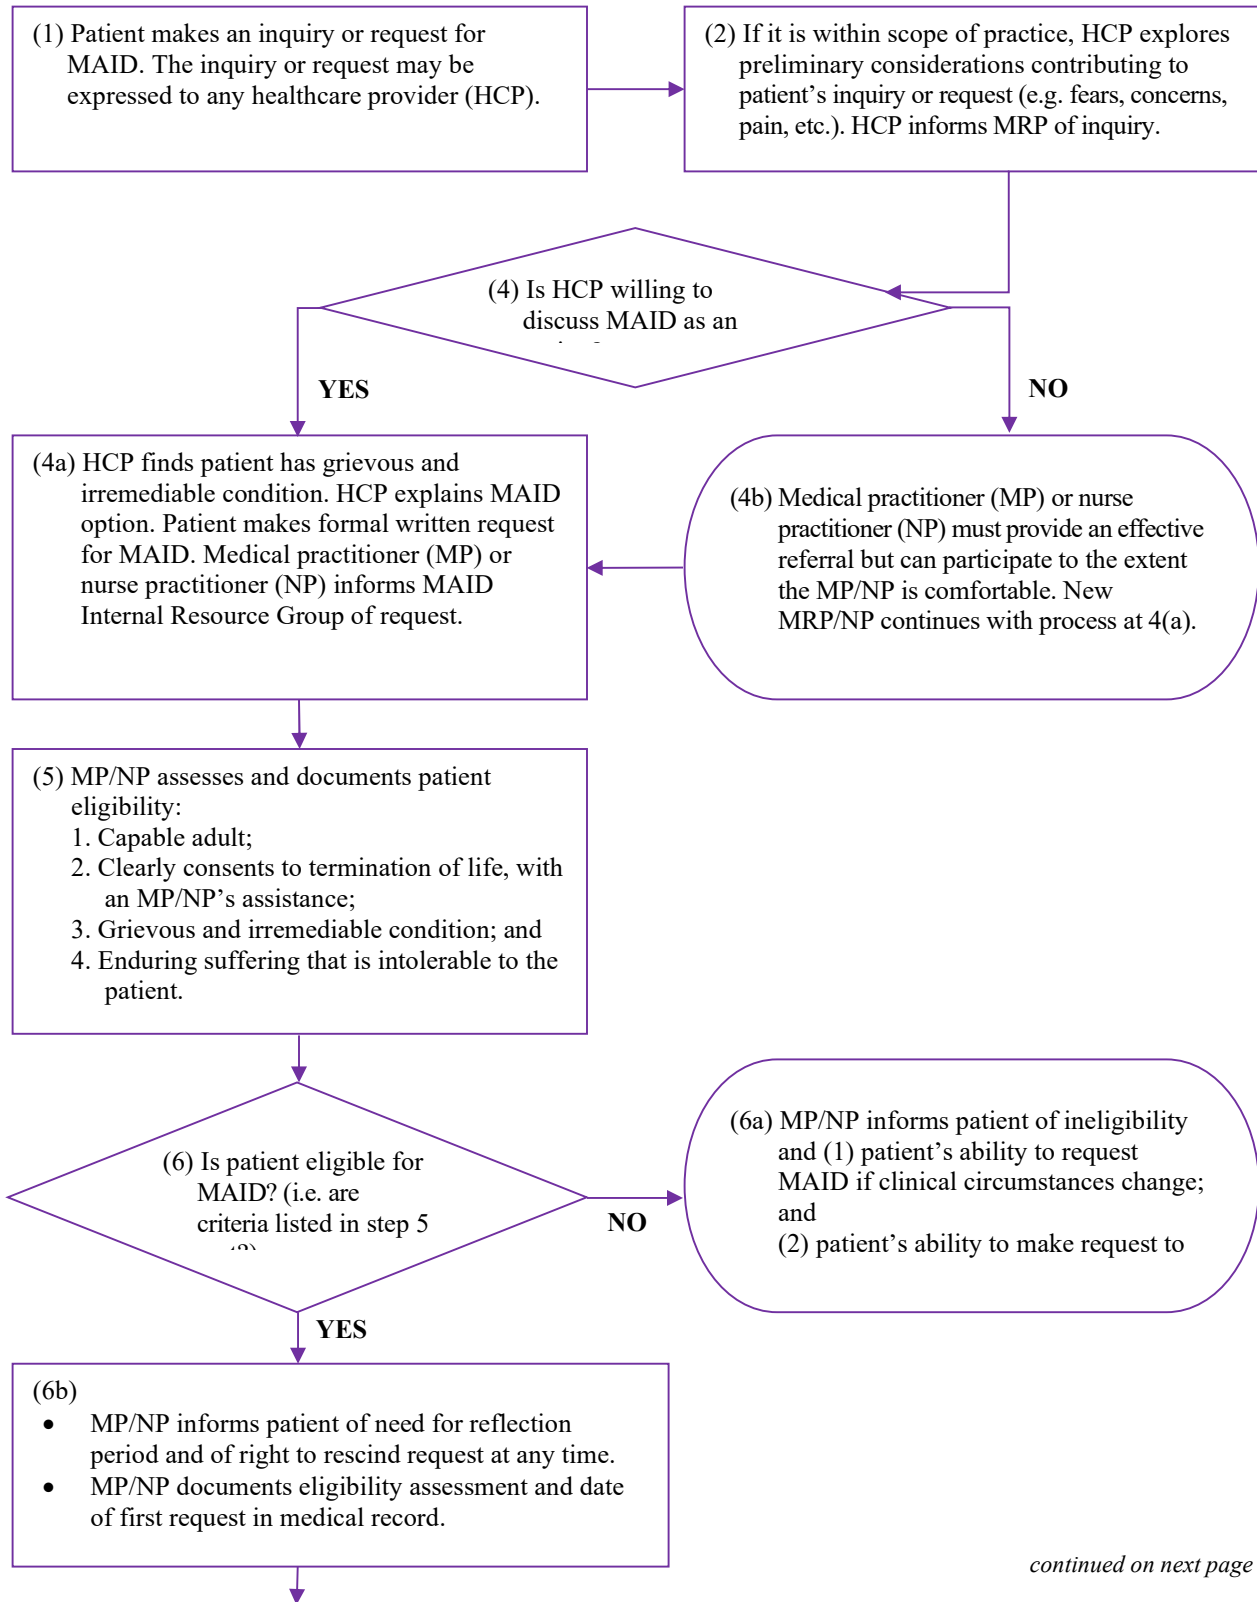 (1) Patient makes an inquiry or request for
MAID. The inquiry or request may be
expressed to any healthcare provider (HCP).
(2) If it is within scope of practice, HCP explores
preliminary considerations contributing to
patient’s inquiry or request (e.g. fears, concerns,
pain, etc.). HCP informs MRP of inquiry.
(4) Is HCP willing to
discuss MAID as an
YES
NO
(4a) HCP finds patient has grievous and
irremediable condition. HCP explains MAID
option. Patient makes formal written request
for MAID. Medical practitioner (MP) or
nurse practitioner (NP) informs MAID
Internal Resource Group of request.
(4b) Medical practitioner (MP) or nurse
practitioner (NP) must provide an effective
referral but can participate to the extent
the MP/NP is comfortable. New
MRP/NP continues with process at 4(a).
(5) MP/NP assesses and documents patient
eligibility:
1. Capable adult;
2. Clearly consents to termination of life, with
an MP/NP’s assistance;
3. Grievous and irremediable condition; and
4. Enduring suffering that is intolerable to the
patient.
(6) Is patient eligible for
MAID? (i.e. are
criteria listed in step 5
NO
(6a) MP/NP informs patient of ineligibility
and (1) patient’s ability to request
MAID if clinical circumstances change;
and
(2) patient’s ability to make request to
YES
(6b)
• MP/NP informs patient of need for reflection
period and of right to rescind request at any time.
• MP/NP documents eligibility assessment and date
of first request in medical record.
continued on next page